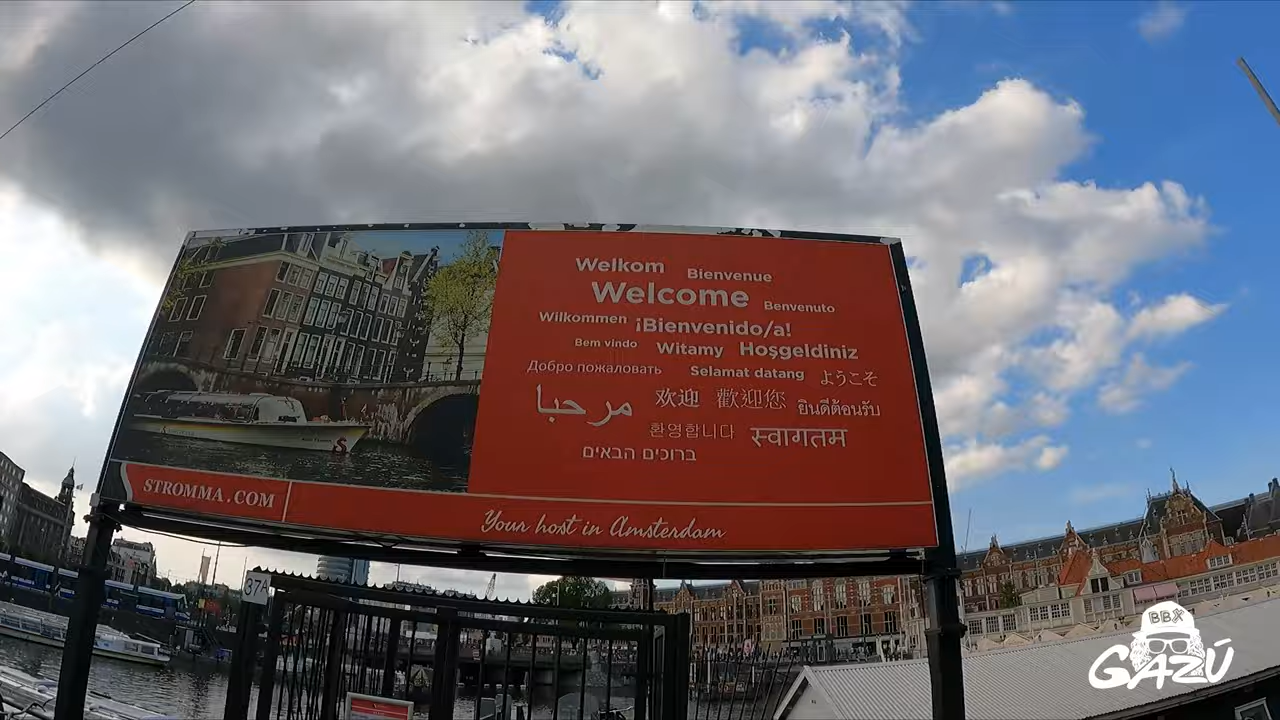 Welkom Bienvenue
Welcome Benvenuto
Wilkommen ¡Bienvenido/a!
Bem vindo Witamy Hoşgeldiniz
Добро пожаловать Selamat datang ようこそ
مرحبا 欢迎 歡迎您 ยินดีต้อนรับ
환영합니다 स्वागतम
ברוכים הבאים
STROMMA.COM
Your host in Amsterdam
37A
BBX
GAZÚ